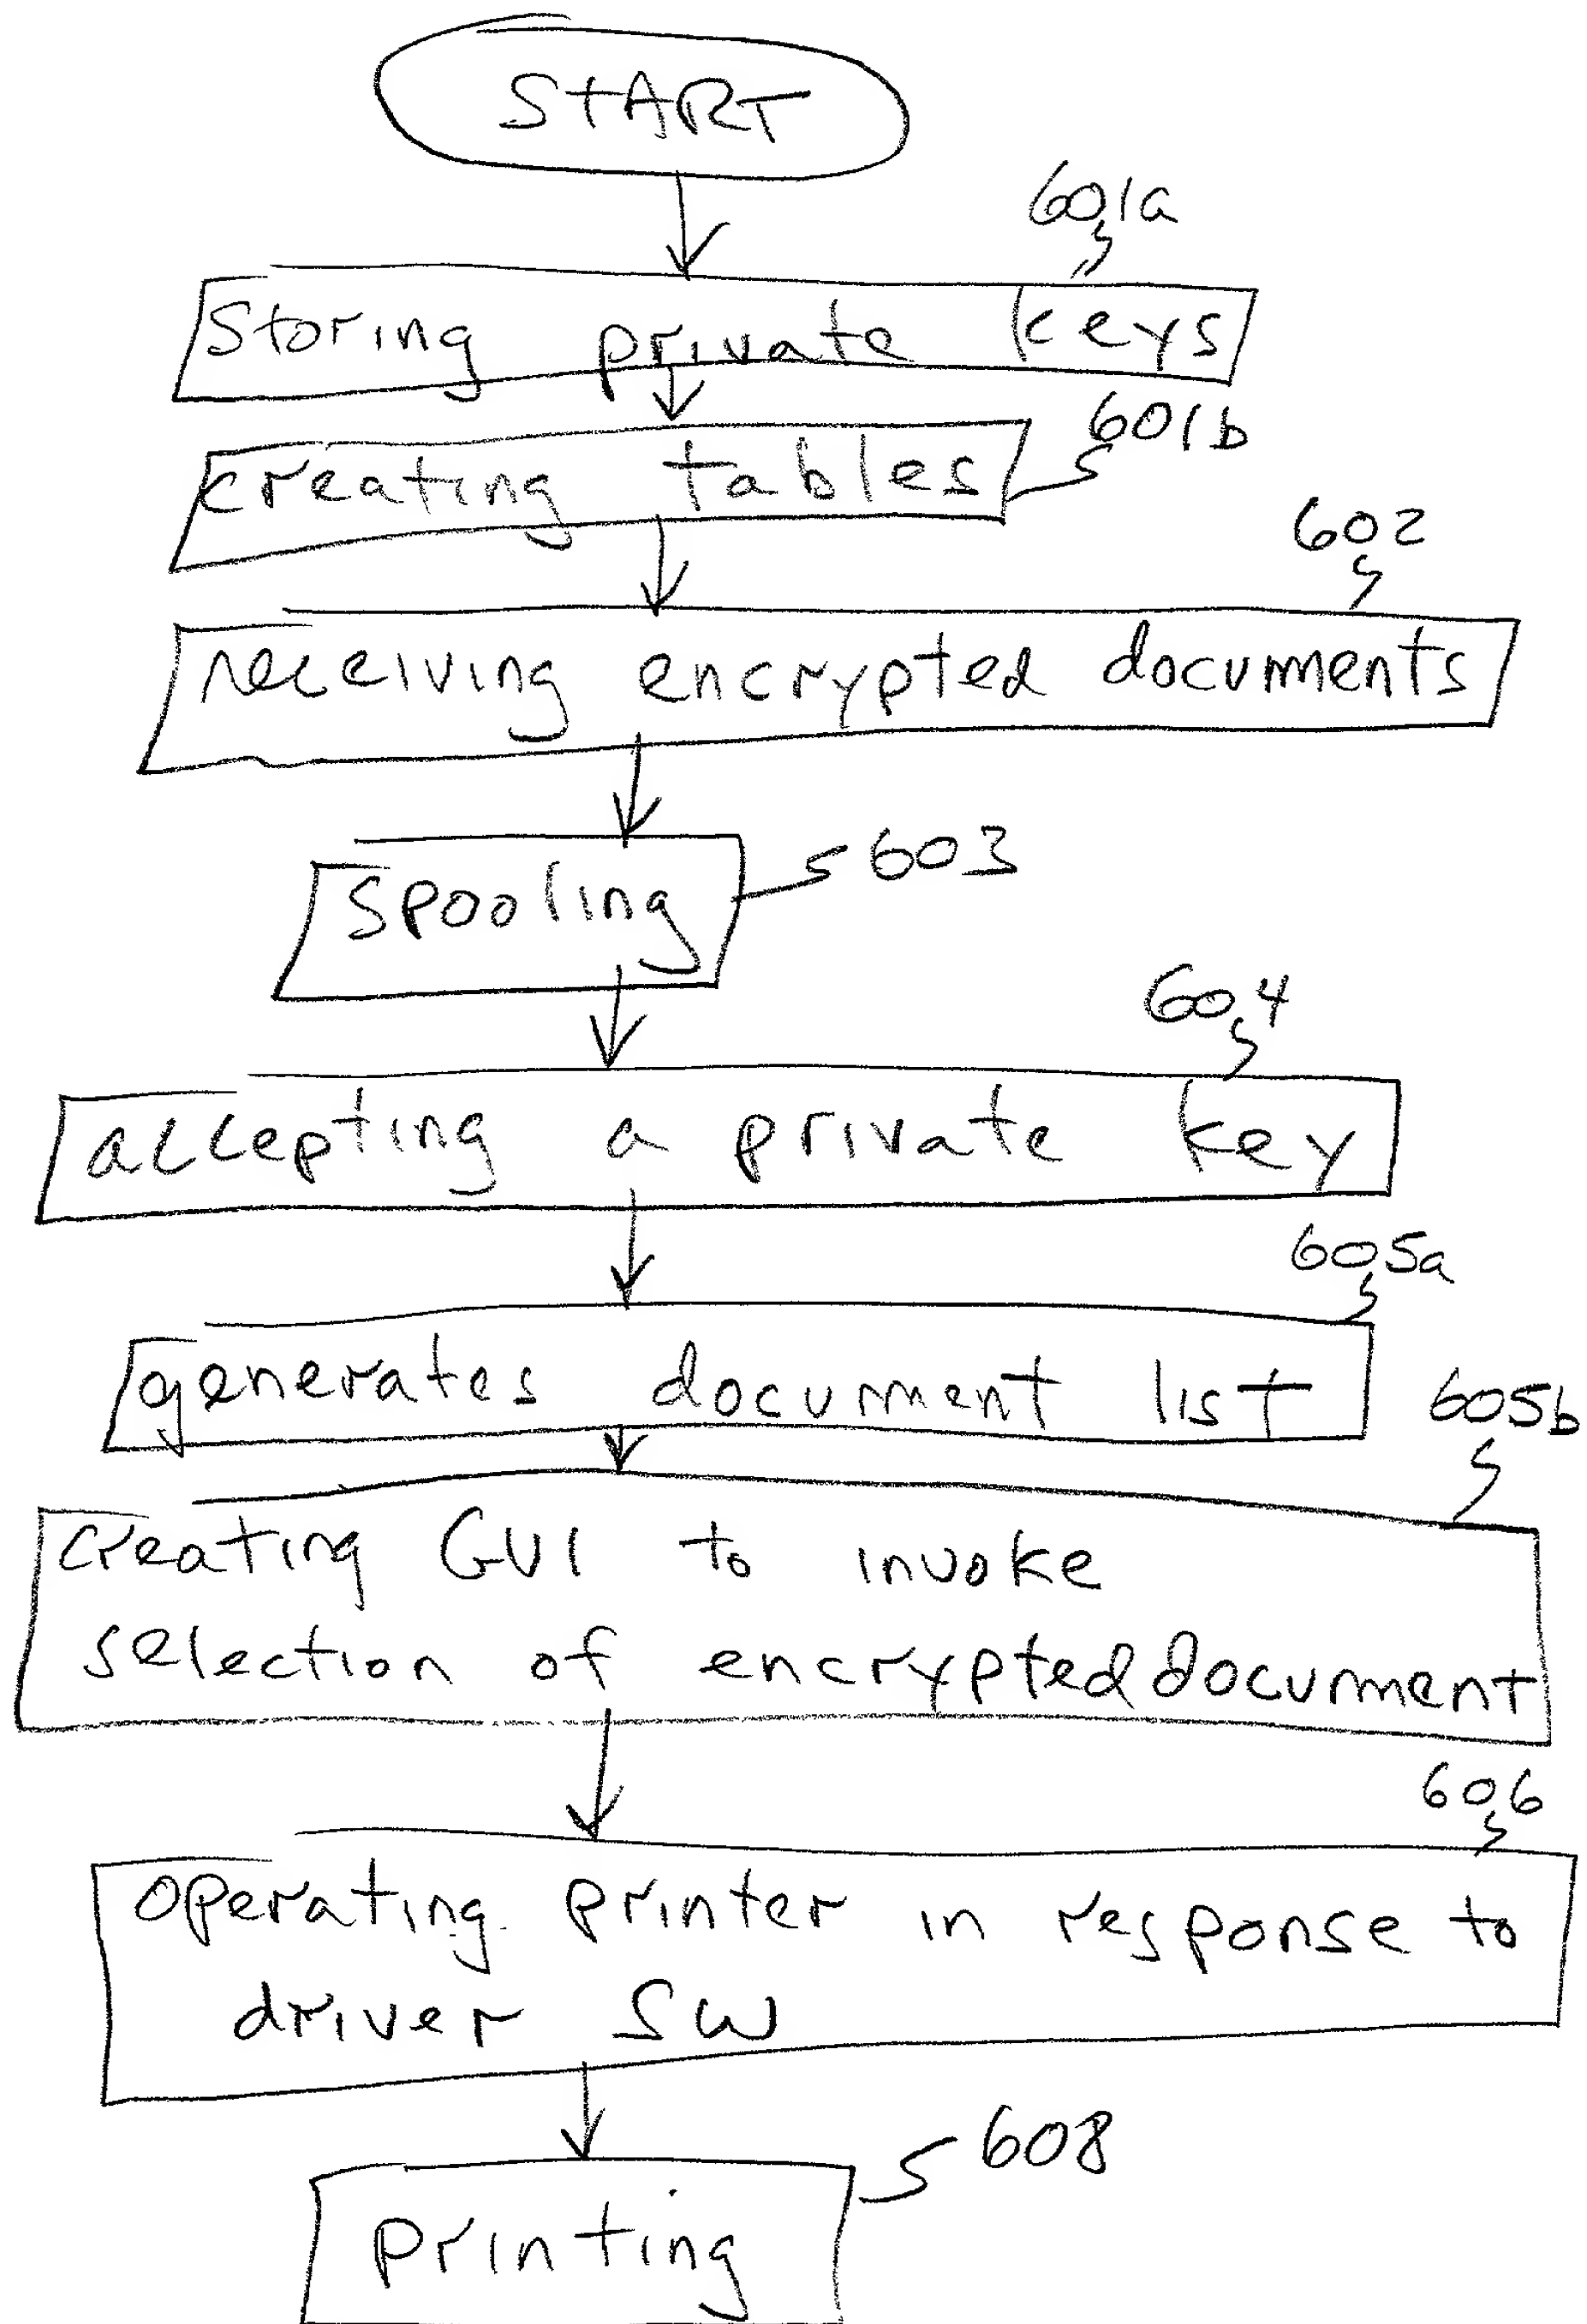 START
601a
Storing private keys
601b
creating tables
602
receiving encrypted documents
603
Spooling
604
accepting a private key
605a
generates document list
605b
creating GUI to invoke
selection of encrypted document
606
operating printer in response to
driver SW
608
printing